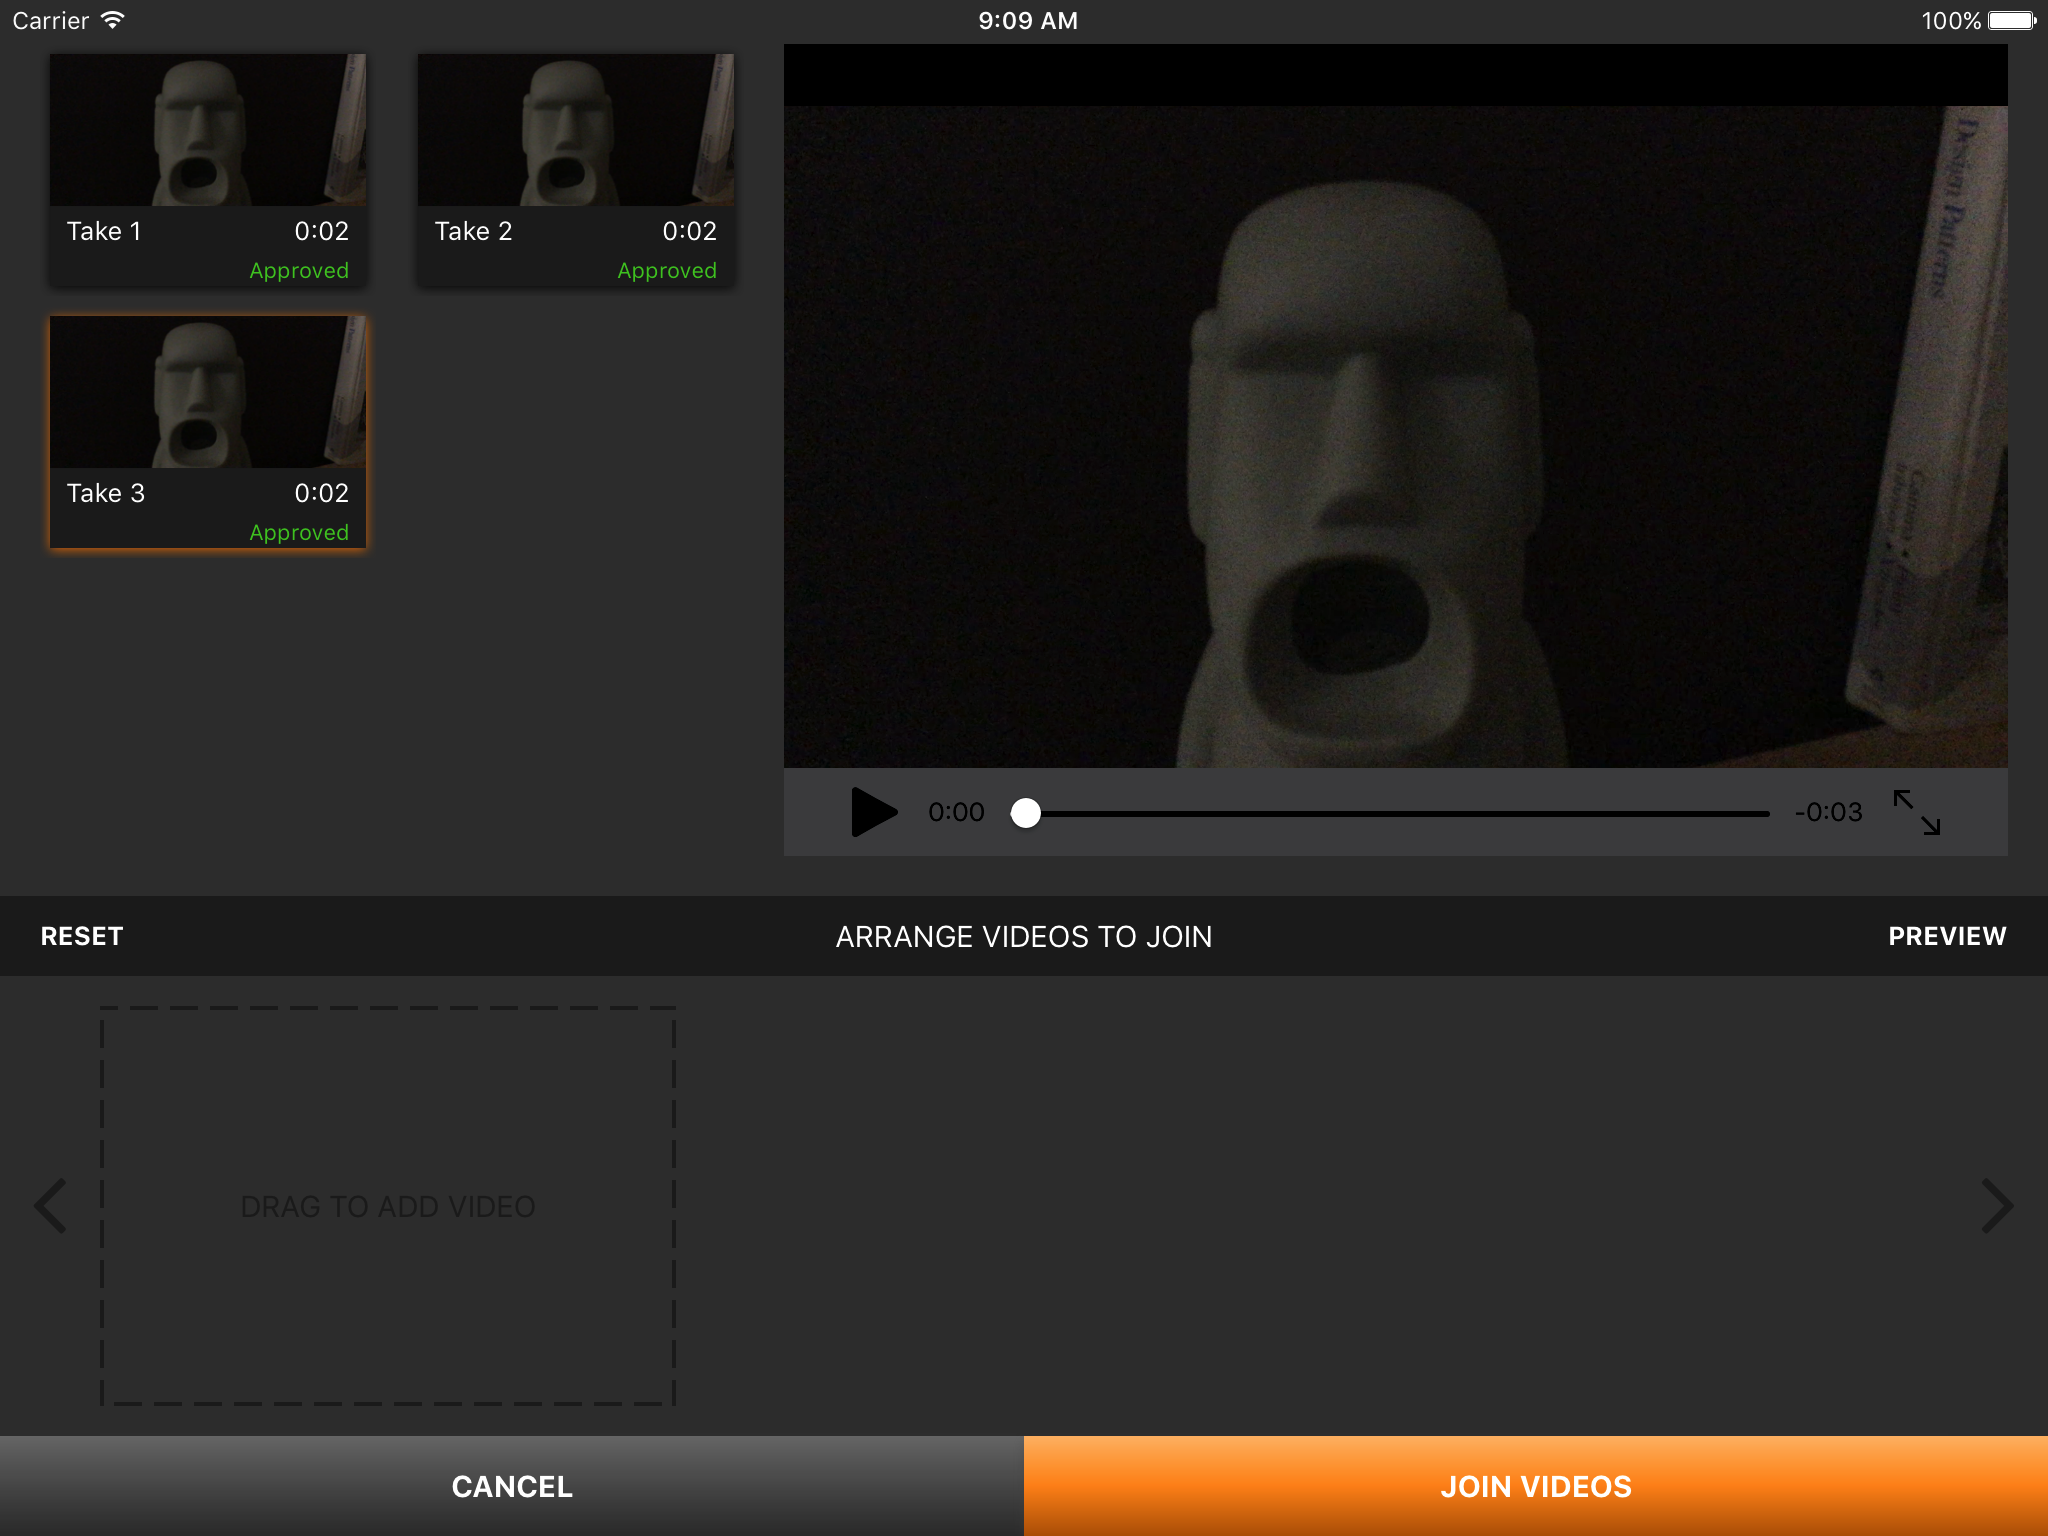 Carrier 9:09 AM 100%
Take 1 0:02
Approved
Take 2 0:02
Approved
Take 3 0:02
Approved
Design Patterns
0:00 -0:03
RESET ARRANGE VIDEOS TO JOIN PREVIEW
DRAG TO ADD VIDEO
CANCEL JOIN VIDEOS